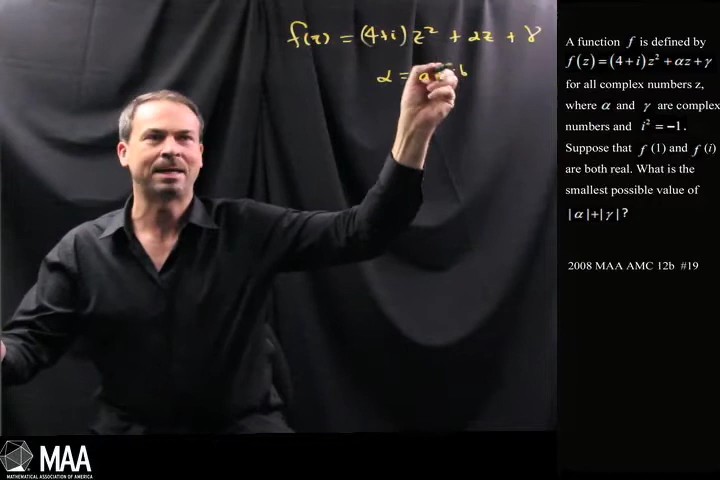 f(z) = (4+i) z² + αz + γ
α = a + ib
A function f is defined by
f(z)=(4+i)z²+αz+γ
for all complex numbers z,
where α and γ are complex
numbers and i² = −1.
Suppose that f (1) and f (i)
are both real. What is the
smallest possible value of
|α|+|γ|?
2008 MAA AMC 12b #19
MAA
MATHEMATICAL ASSOCIATION OF AMERICA